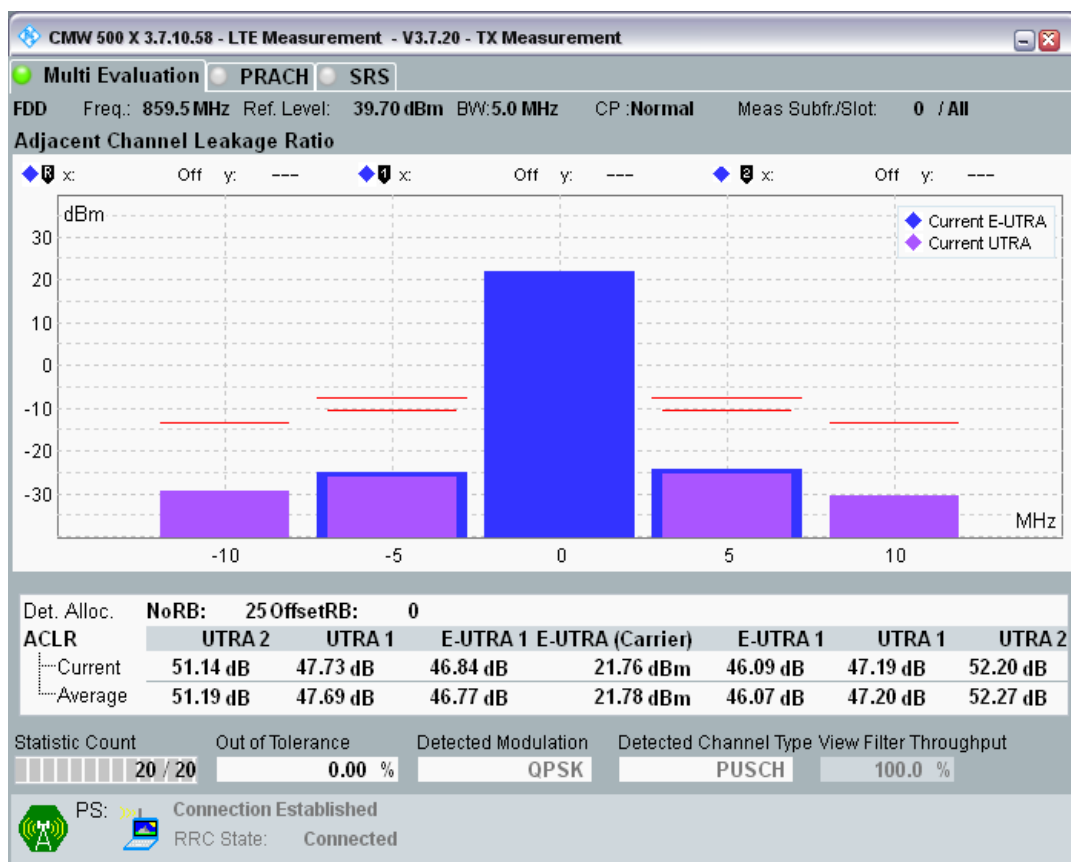 CMW 500 X 3.7.10.58 - LTE Measurement - V3.7.20 - TX Measurement
Multi Evaluation PRACH SRS
FDD Freq.: 859.5 MHz Ref. Level: 39.70 dBm BW:5.0 MHz CP :Normal Meas Subfr./Slot: 0 / All
Adjacent Channel Leakage Ratio
R x: Off y: --- 1 x: Off y: --- 2 x: Off y: ---
dBm
Current E-UTRA
Current UTRA
30
20
10
0
-10
-20
-30
MHz
-10 -5 0 5 10
Det. Alloc. NoRB: 25 OffsetRB: 0
ACLR UTRA 2 UTRA 1 E-UTRA 1 E-UTRA (Carrier) E-UTRA 1 UTRA 1 UTRA 2
Current 51.14 dB 47.73 dB 46.84 dB 21.76 dBm 46.09 dB 47.19 dB 52.20 dB
Average 51.19 dB 47.69 dB 46.77 dB 21.78 dBm 46.07 dB 47.20 dB 52.27 dB
Statistic Count Out of Tolerance Detected Modulation Detected Channel Type View Filter Throughput
20 / 20 0.00 % QPSK PUSCH 100.0 %
PS: Connection Established
RRC State: Connected